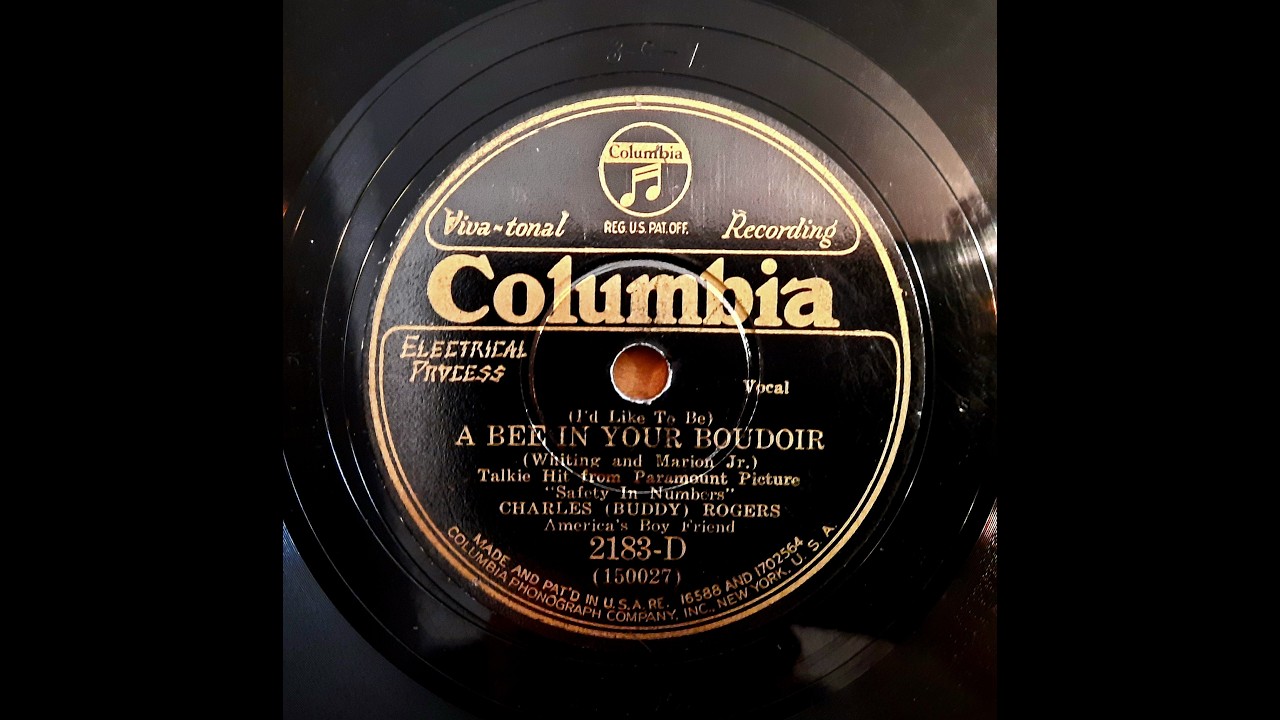 3-C-1
Columbia
Viva-tonal REG. U.S. PAT. OFF. Recording
Columbia
ELECTRICAL
PROCESS
Vocal
(I'd Like To Be)
A BEE IN YOUR BOUDOIR
(Whiting and Marion Jr.)
Talkie Hit from Paramount Picture
"Safety In Numbers"
CHARLES (BUDDY) ROGERS
America's Boy Friend
2183-D
(150027)
MADE AND PAT'D IN U.S.A. RE. 16588 AND 1702564
COLUMBIA PHONOGRAPH COMPANY, INC., NEW YORK, U. S. A.